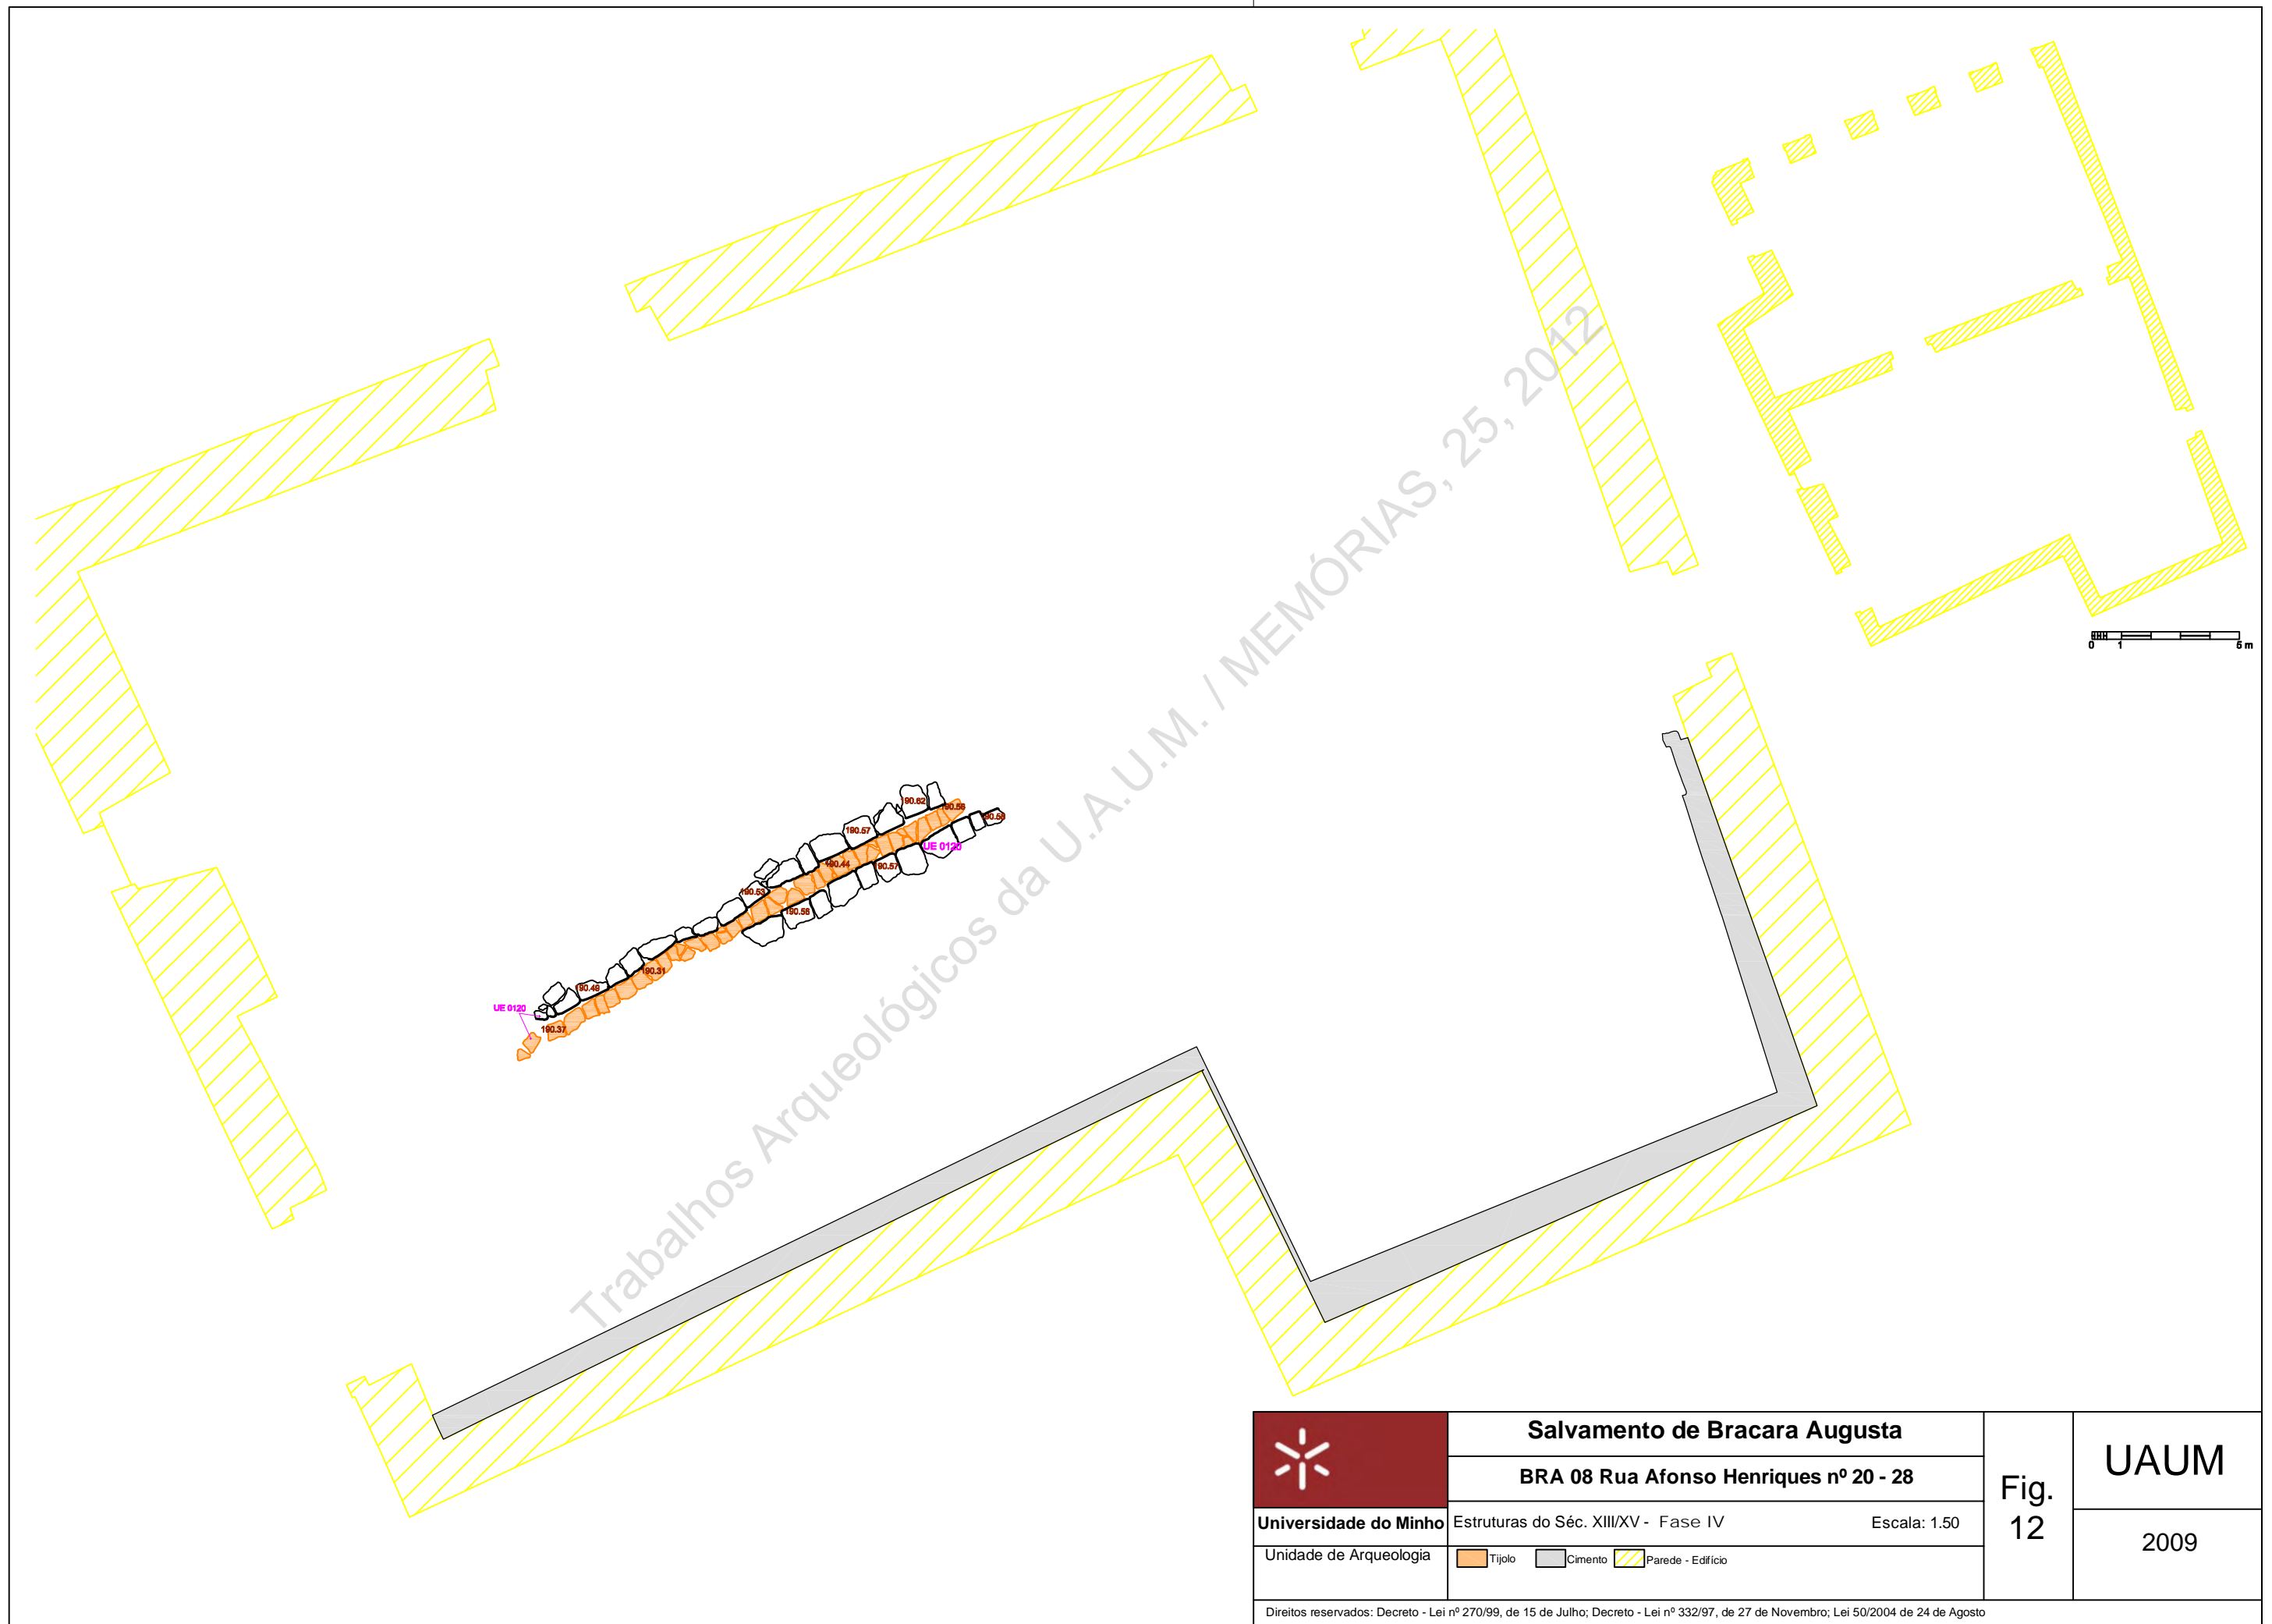 0 1 5 m
190.62
190.56
190.57
UE 0120
190.44
190.57
190.53
190.56
190.31
190.49
UE 0120
190.37
Trabalhos Arqueológicos da U.A.U.M. / MEMÓRIAS, 25, 2012
Salvamento de Bracara Augusta
BRA 08 Rua Afonso Henriques nº 20 - 28
Universidade do Minho
Estruturas do Séc. XIII/XV - Fase IV
Escala: 1.50
Unidade de Arqueologia
Tijolo
Cimento
Parede - Edifício
Fig.
12
UAUM
2009
Direitos reservados: Decreto - Lei nº 270/99, de 15 de Julho; Decreto - Lei nº 332/97, de 27 de Novembro; Lei 50/2004 de 24 de Agosto